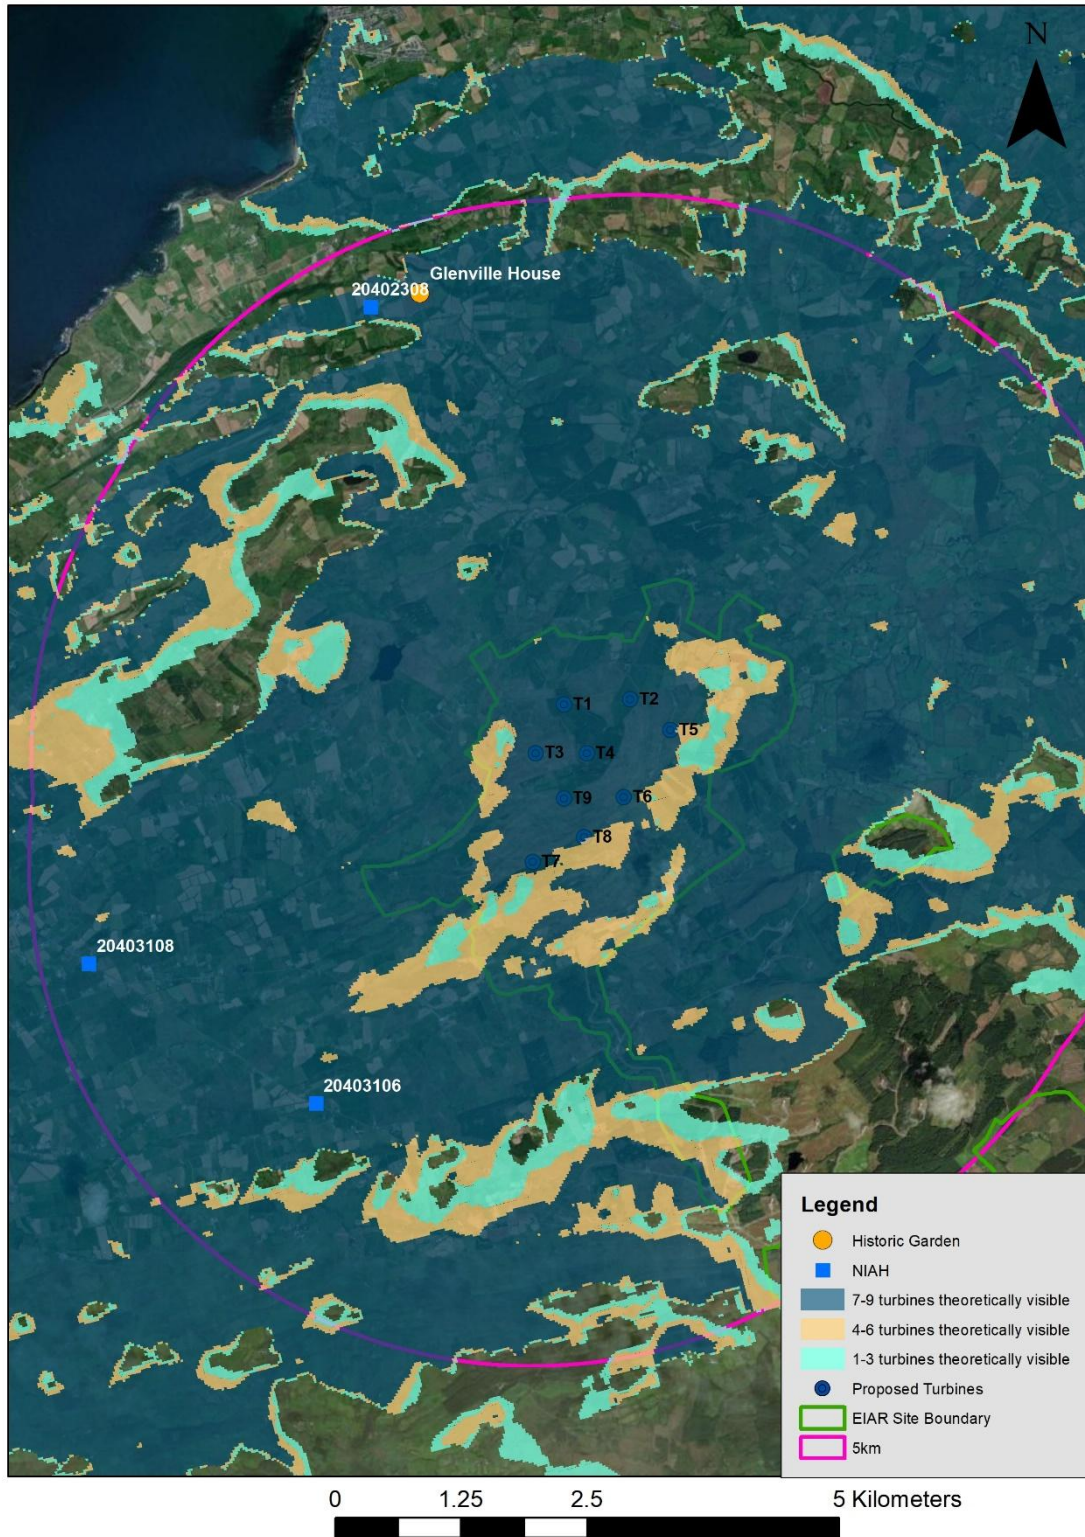 N
Glenville House
20402308
T1
T2
T5
T3
T4
T9
T6
T8
T7
20403108
20403106
Legend
Historic Garden
NIAH
7-9 turbines theoretically visible
4-6 turbines theoretically visible
1-3 turbines theoretically visible
Proposed Turbines
EIAR Site Boundary
5km
0 1.25 2.5 5 Kilometers